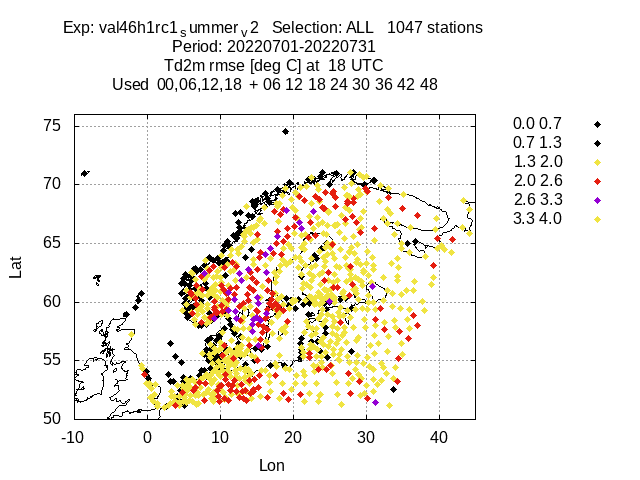 Exp: val46h1rc1summerv2 Selection: ALL 1047 stations
Period: 20220701-20220731
Td2m rmse [deg C] at 18 UTC
Used 00,06,12,18 + 06 12 18 24 30 36 42 48
0.0 0.7
0.7 1.3
1.3 2.0
2.0 2.6
2.6 3.3
3.3 4.0
75
70
65
60
55
50
Lat
-10 0 10 20 30 40
Lon